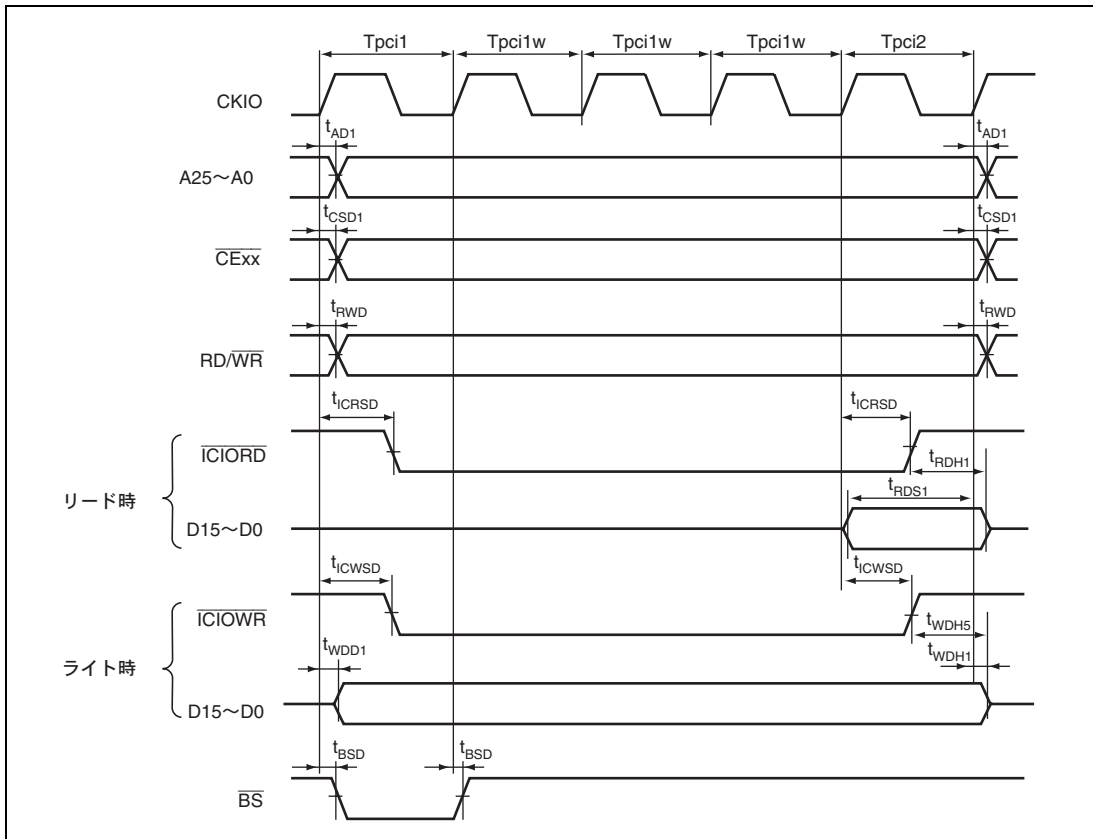 Tpci1 Tpci1w Tpci1w Tpci1w Tpci2
CKIO
tAD1 tAD1
A25〜A0
tCSD1 tCSD1
CExx
tRWD tRWD
RD/WR
tICRSD tICRSD
ICIORD
tRDH1
リード時
tRDS1
D15〜D0
tICWSD tICWSD
ICIOWR
tWDH5
tWDD1 tWDH1
ライト時
D15〜D0
tBSD tBSD
BS